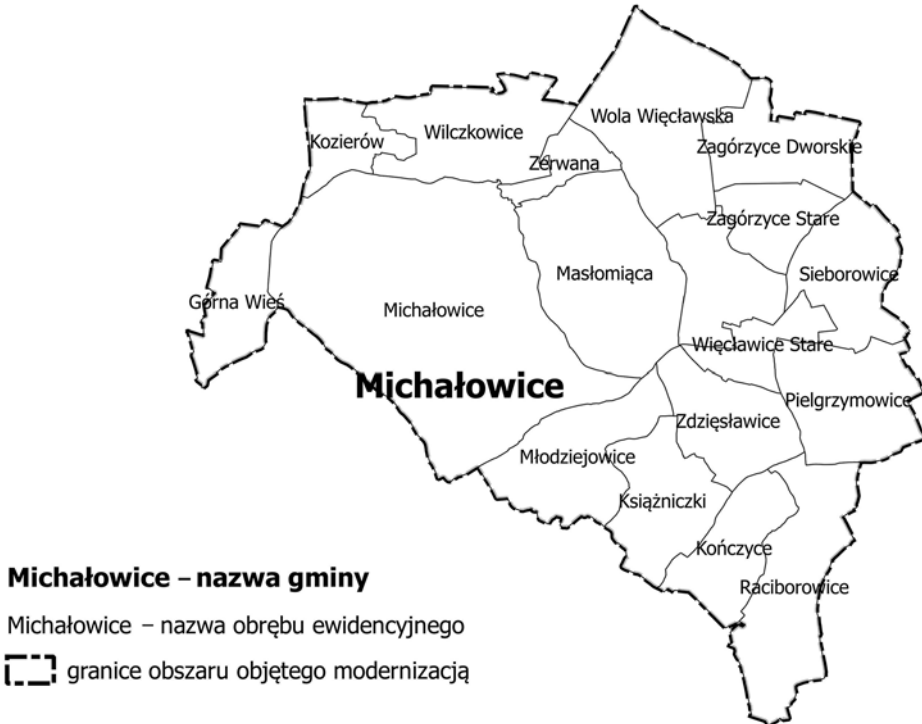 Wola Więcławska
Kozierów
Wilczkowice
Zagórzyce Dworskie
Zerwana
Zagórzyce Stare
Masłomiąca
Sieborowice
Górna Wieś
Michałowice
Więcławice Stare
Michałowice
Pielgrzymowice
Zdzięsławice
Młodziejowice
Książniczki
Kończyce
Michałowice – nazwa gminy
Raciborowice
Michałowice – nazwa obrębu ewidencyjnego
granice obszaru objętego modernizacją